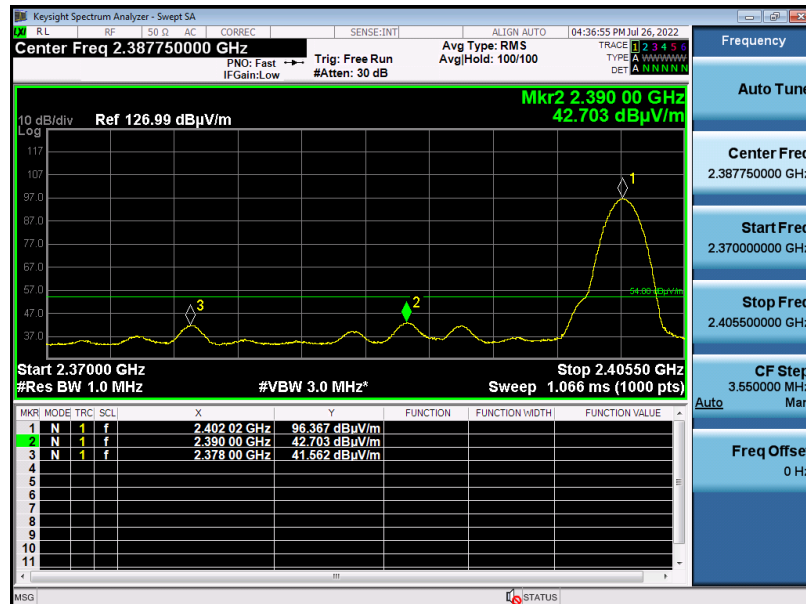 Keysight Spectrum Analyzer - Swept SA
LXI RL RF 50 Ω AC CORREC SENSE:INT ALIGN AUTO 04:36:55 PM Jul 26, 2022
Center Freq 2.387750000 GHz
PNO: Fast
IFGain:Low
Trig: Free Run
#Atten: 30 dB
Avg Type: RMS
Avg|Hold: 100/100
TRACE 1 2 3 4 5 6
TYPE A W W W W W
DET A N N N N N
Mkr2 2.390 00 GHz
42.703 dBµV/m
10 dB/div Ref 126.99 dBµV/m
Log
117
107
97.0
87.0
77.0
67.0
57.0
47.0
37.0
1
54.00 dBµV/m
2
3
Start 2.37000 GHz Stop 2.40550 GHz
#Res BW 1.0 MHz #VBW 3.0 MHz* Sweep 1.066 ms (1000 pts)
MKR MODE TRC SCL X Y FUNCTION FUNCTION WIDTH FUNCTION VALUE
1 N 1 f 2.402 02 GHz 96.367 dBµV/m
2 N 1 f 2.390 00 GHz 42.703 dBµV/m
3 N 1 f 2.378 00 GHz 41.562 dBµV/m
4
5
6
7
8
9
10
11
MSG STATUS
Frequency
Auto Tune
Center Freq
2.387750000 GHz
Start Freq
2.370000000 GHz
Stop Freq
2.405500000 GHz
CF Step
3.550000 MHz
Auto Man
Freq Offset
0 Hz